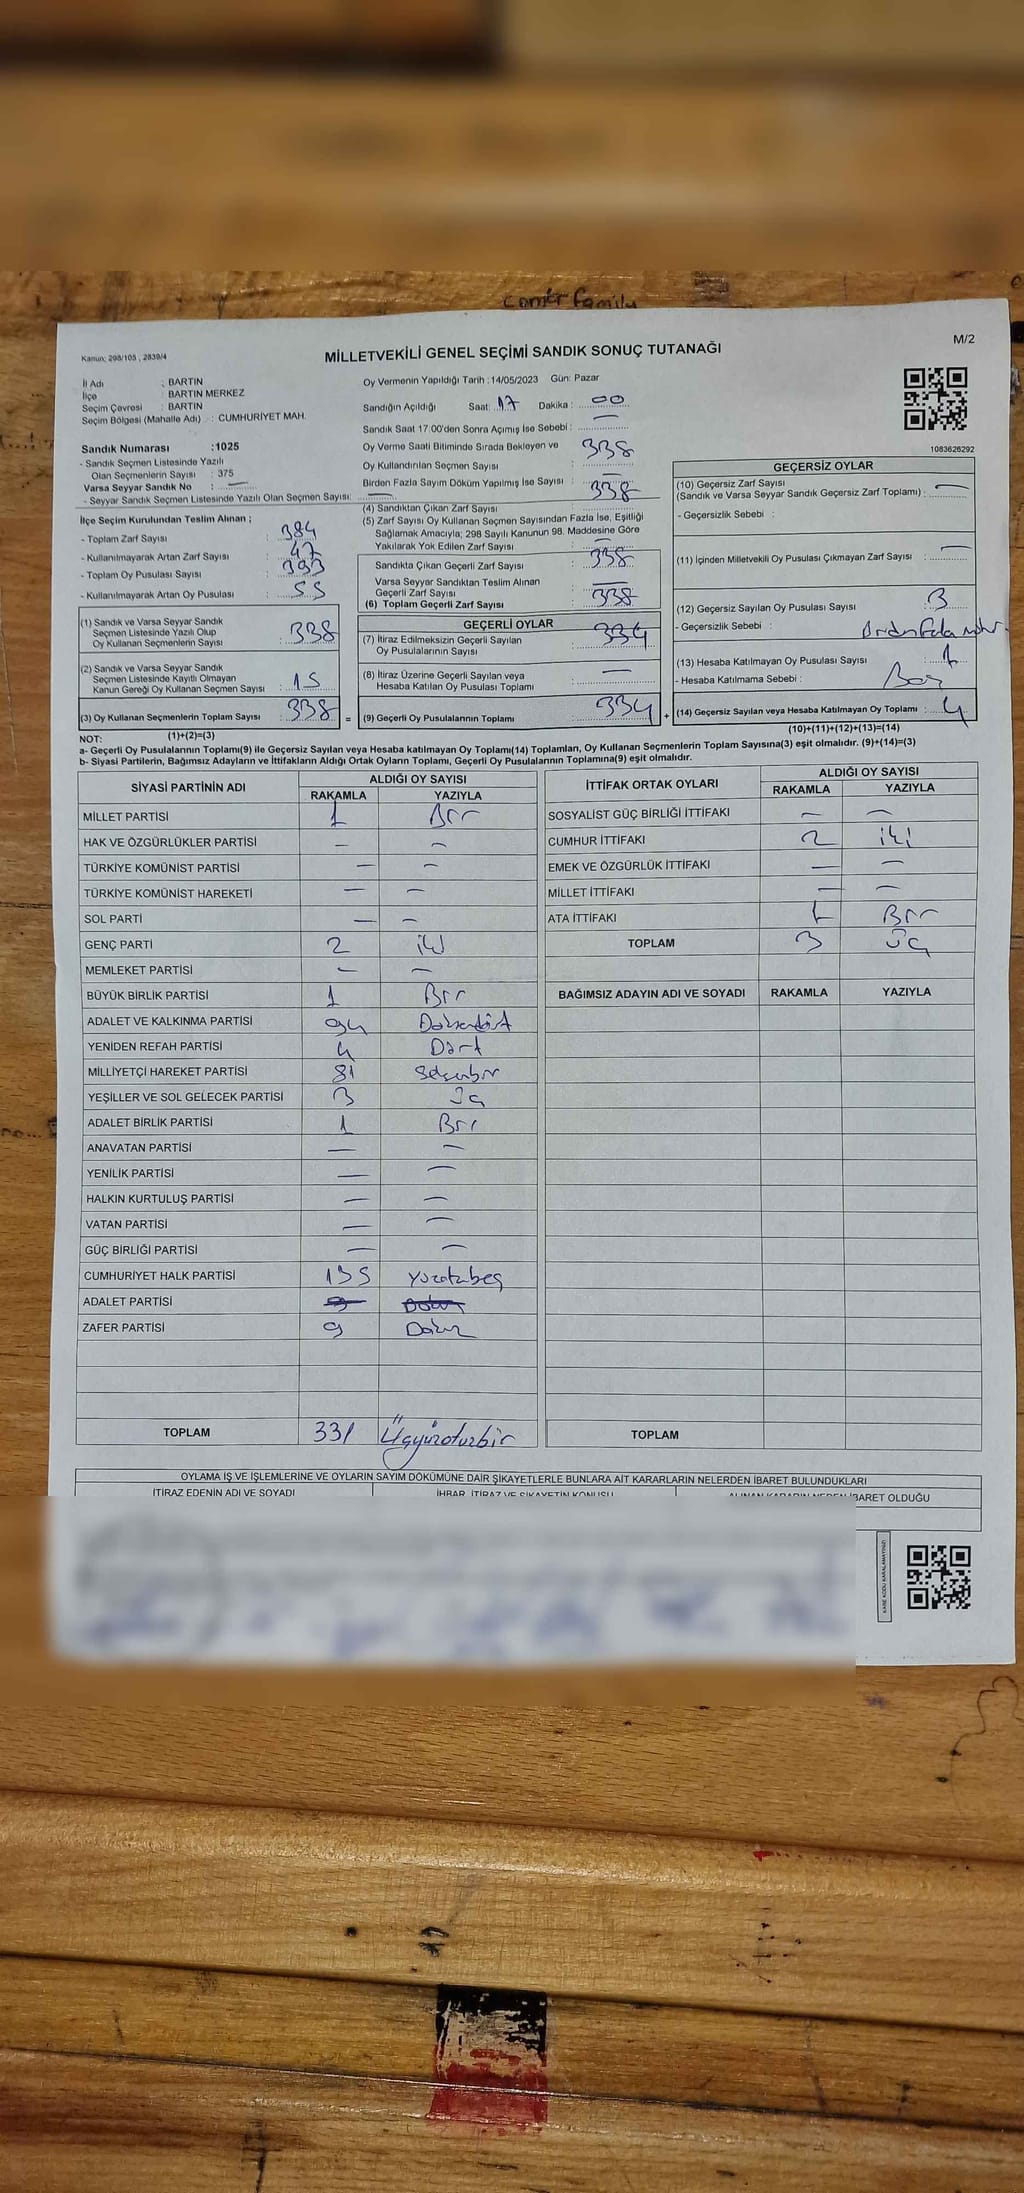 comer family
M/2
Kanun: 298/105 , 2839/4
MİLLETVEKİLİ GENEL SEÇİMİ SANDIK SONUÇ TUTANAĞI
İl Adı : BARTIN
İlçe : BARTIN MERKEZ
Seçim Çevresi : BARTIN
Seçim Bölgesi (Mahalle Adı) : CUMHURİYET MAH.
Oy Vermenin Yapıldığı Tarih :14/05/2023 Gün: Pazar
Sandığın Açıldığı Saat: 17 Dakika : 00
Sandık Saat 17:00'den Sonra Açımış İse Sebebi : —
Oy Verme Saati Bitiminde Sırada Bekleyen ve
Oy Kullandırılan Seçmen Sayısı : 338
Birden Fazla Sayım Döküm Yapılmış İse Sayısı : —
1083626292
Sandık Numarası :1025
- Sandık Seçmen Listesinde Yazılı
Olan Seçmenlerin Sayısı : 375
Varsa Seyyar Sandık No : —
- Seyyar Sandık Seçmen Listesinde Yazılı Olan Seçmen Sayısı: —
İlçe Seçim Kurulundan Teslim Alınan ;
- Toplam Zarf Sayısı : 384
- Kullanılmayarak Artan Zarf Sayısı : 47
- Toplam Oy Pusulası Sayısı : 393
- Kullanılmayarak Artan Oy Pusulası : 55
(1) Sandık ve Varsa Seyyar Sandık
Seçmen Listesinde Yazılı Olup
Oy Kullanan Seçmenlerin Sayısı : 338
(2) Sandık ve Varsa Seyyar Sandık
Seçmen Listesinde Kayıtlı Olmayan
Kanun Gereği Oy Kullanan Seçmen Sayısı : 15
(3) Oy Kullanan Seçmenlerin Toplam Sayısı : 338 =
(1)+(2)=(3)
(4) Sandıktan Çıkan Zarf Sayısı : 338
(5) Zarf Sayısı Oy Kullanan Seçmen Sayısından Fazla İse, Eşitliği
Sağlamak Amacıyla; 298 Sayılı Kanunun 98. Maddesine Göre
Yakılarak Yok Edilen Zarf Sayısı : —
Sandıkta Çıkan Geçerli Zarf Sayısı : 338
Varsa Seyyar Sandıktan Teslim Alınan
Geçerli Zarf Sayısı : —
(6) Toplam Geçerli Zarf Sayısı : 338
GEÇERLİ OYLAR
(7) İtiraz Edilmeksizin Geçerli Sayılan
Oy Pusulalarının Sayısı : 334
(8) İtiraz Üzerine Geçerli Sayılan veya
Hesaba Katılan Oy Pusulası Toplamı : —
(9) Geçerli Oy Pusulalarının Toplamı : 334 +
GEÇERSİZ OYLAR
(10) Geçersiz Zarf Sayısı
(Sandık ve Varsa Seyyar Sandık Geçersiz Zarf Toplamı) : —
- Geçersizlik Sebebi :
(11) İçinden Milletvekili Oy Pusulası Çıkmayan Zarf Sayısı : —
(12) Geçersiz Sayılan Oy Pusulası Sayısı : 3
- Geçersizlik Sebebi :
(13) Hesaba Katılmayan Oy Pusulası Sayısı : 1
- Hesaba Katılmama Sebebi : Boş
(14) Geçersiz Sayılan veya Hesaba Katılmayan Oy Toplamı : 4
(10)+(11)+(12)+(13)=(14)
NOT:
a- Geçerli Oy Pusulalarının Toplamı(9) ile Geçersiz Sayılan veya Hesaba katılmayan Oy Toplamı(14) Toplamları, Oy Kullanan Seçmenlerin Toplam Sayısına(3) eşit olmalıdır. (9)+(14)=(3)
b- Siyasi Partilerin, Bağımsız Adayların ve İttifakların Aldığı Ortak Oyların Toplamı, Geçerli Oy Pusulalarının Toplamına(9) eşit olmalıdır.
SİYASİ PARTİNİN ADI ALDIĞI OY SAYISI
RAKAMLA YAZIYLA
MİLLET PARTİSİ 1 Bir
HAK VE ÖZGÜRLÜKLER PARTİSİ — —
TÜRKİYE KOMÜNİST PARTİSİ — —
TÜRKİYE KOMÜNİST HAREKETİ — —
SOL PARTİ — —
GENÇ PARTİ 2 iki
MEMLEKET PARTİSİ — —
BÜYÜK BİRLİK PARTİSİ 1 Bir
ADALET VE KALKINMA PARTİSİ 94 Doksandört
YENİDEN REFAH PARTİSİ 4 Dört
MİLLİYETÇİ HAREKET PARTİSİ 81 Seksenbir
YEŞİLLER VE SOL GELECEK PARTİSİ 3 Üç
ADALET BİRLİK PARTİSİ 1 Bir
ANAVATAN PARTİSİ — —
YENİLİK PARTİSİ — —
HALKIN KURTULUŞ PARTİSİ — —
VATAN PARTİSİ — —
GÜÇ BİRLİĞİ PARTİSİ — —
CUMHURİYET HALK PARTİSİ 135 Yüzotuzbeş
ADALET PARTİSİ
ZAFER PARTİSİ 9 Dokuz
TOPLAM 331 Üçyüzotuzbir
İTTİFAK ORTAK OYLARI ALDIĞI OY SAYISI
RAKAMLA YAZIYLA
SOSYALİST GÜÇ BİRLİĞİ İTTİFAKI — —
CUMHUR İTTİFAKI 2 iki
EMEK VE ÖZGÜRLÜK İTTİFAKI — —
MİLLET İTTİFAKI — —
ATA İTTİFAKI 1 Bir
TOPLAM 3 Üç
BAĞIMSIZ ADAYIN ADI VE SOYADI RAKAMLA YAZIYLA
TOPLAM
OYLAMA İŞ VE İŞLEMLERİNE VE OYLARIN SAYIM DÖKÜMÜNE DAİR ŞİKAYETLERLE BUNLARA AİT KARARLARIN NELERDEN İBARET BULUNDUKLARI
İTİRAZ EDENİN ADI VE SOYADI İHBAR, İTİRAZ VE ŞİKAYETİN KONUSU ALINAN KARARIN NEDEN İBARET OLDUĞU
KARE KODU KARALAMAYINIZ!